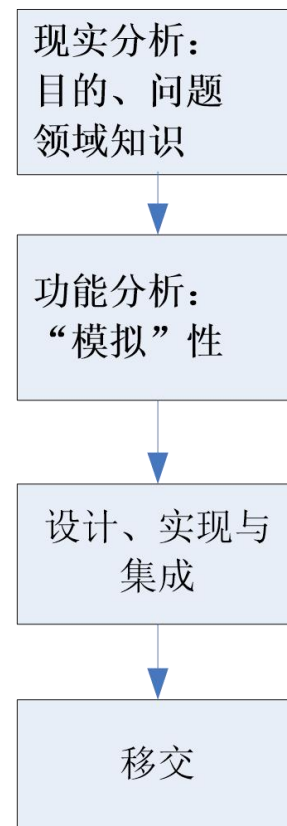 现实分析：
目的、问题
领域知识
功能分析：
“模拟”性
设计、实现与
集成
移交